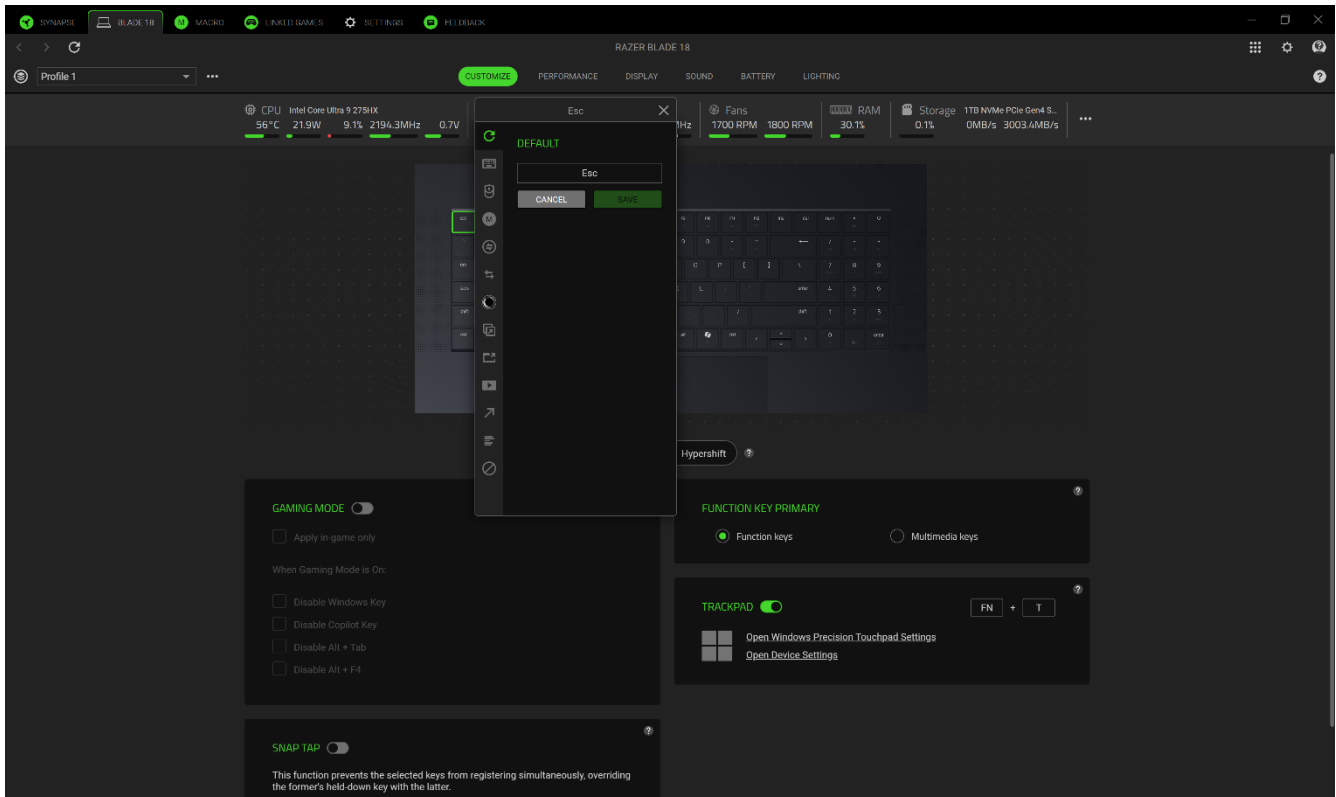 SYNAPSE BLADE 18 MACRO LINKED GAMES SETTINGS FEEDBACK
RAZER BLADE 18
Profile 1
CUSTOMIZE PERFORMANCE DISPLAY SOUND BATTERY LIGHTING
CPU Intel Core Ultra 9 275HX
56°C 21.9W 9.1% 2194.3MHz 0.7V
Hz
Fans
1700 RPM 1800 RPM
RAM
30.1%
Storage 1TB NVMe PCIe Gen4 S...
0.1% 0MB/s 3003.4MB/s
Esc
DEFAULT
Esc
CANCEL SAVE
Hypershift
GAMING MODE
Apply in-game only
When Gaming Mode is On:
Disable Windows Key
Disable Copilot Key
Disable Alt + Tab
Disable Alt + F4
FUNCTION KEY PRIMARY
Function keys Multimedia keys
TRACKPAD FN + T
Open Windows Precision Touchpad Settings
Open Device Settings
SNAP TAP
This function prevents the selected keys from registering simultaneously, overriding
the former's held-down key with the latter.